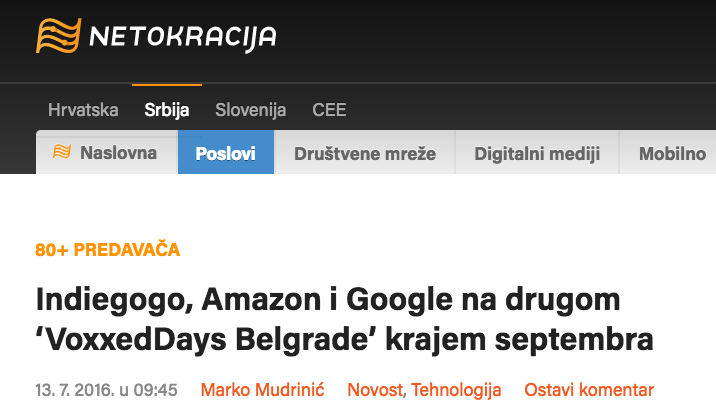 NETOKRACIJA
Hrvatska Srbija Slovenija CEE
Naslovna Poslovi Društvene mreže Digitalni mediji Mobilno
80+ PREDAVAČA
Indiegogo, Amazon i Google na drugom
‘VoxxedDays Belgrade’ krajem septembra
13. 7. 2016. u 09:45 Marko Mudrinić Novost, Tehnologija Ostavi komentar